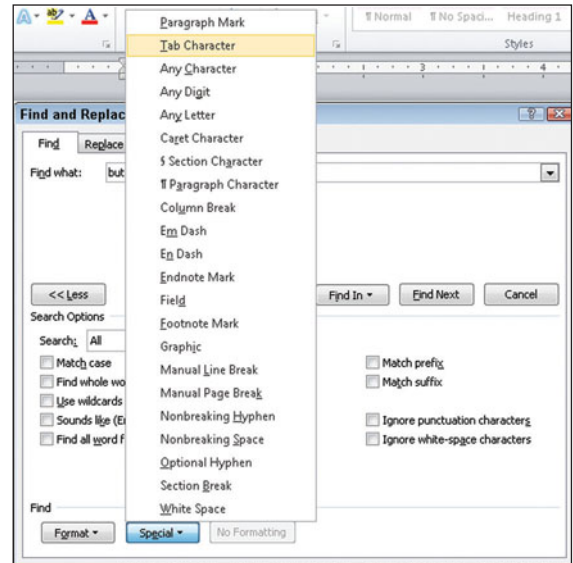 ¶ Normal ¶ No Spaci... Heading 1
Styles
3 4
Find and Replac
Find Replace
Find what: but
<< Less Find In Find Next Cancel
Search Options
Search: All
Match case
Find whole wo
Use wildcards
Sounds like (En
Find all word f
Match prefix
Match suffix
Ignore punctuation characters
Ignore white-space characters
Find
Format Special No Formatting
Paragraph Mark
Tab Character
Any Character
Any Digit
Any Letter
Caret Character
§ Section Character
¶ Paragraph Character
Column Break
Em Dash
En Dash
Endnote Mark
Field
Footnote Mark
Graphic
Manual Line Break
Manual Page Break
Nonbreaking Hyphen
Nonbreaking Space
Optional Hyphen
Section Break
White Space